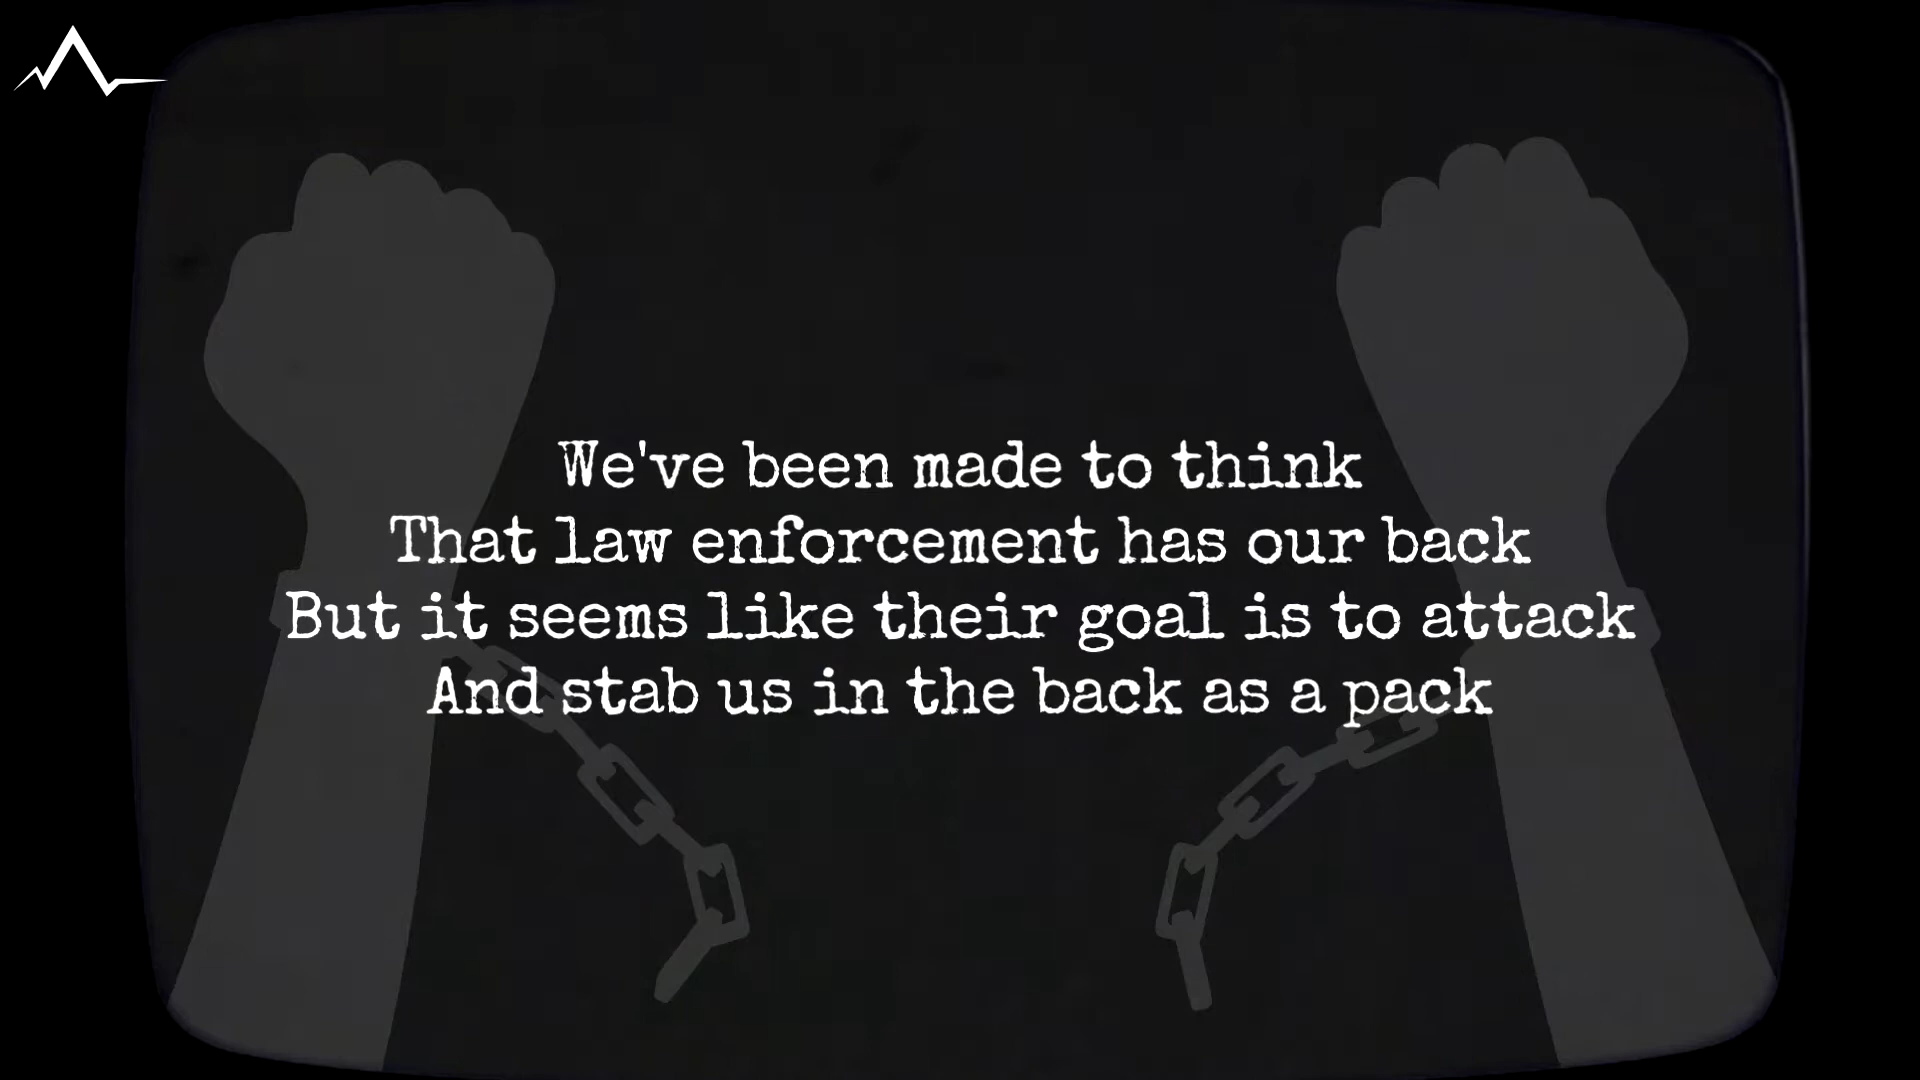 We've been made to think
That law enforcement has our back
But it seems like their goal is to attack
And stab us in the back as a pack